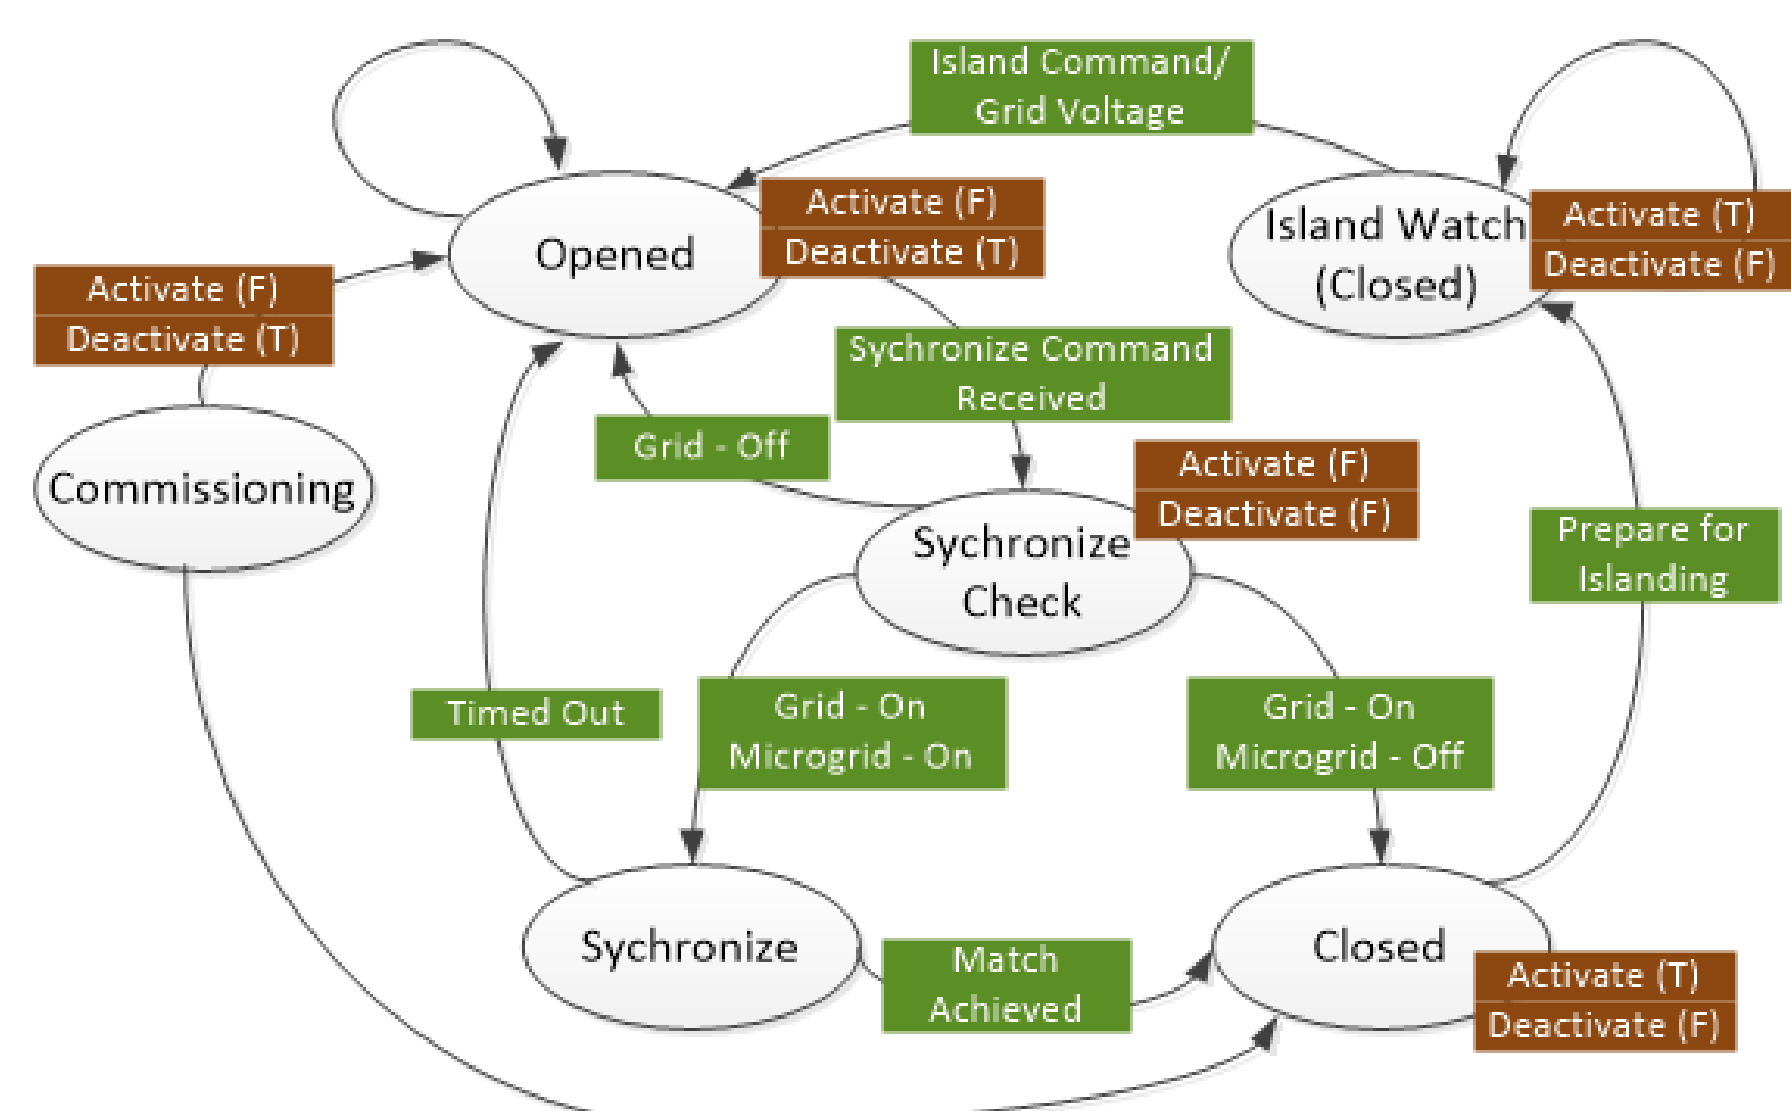 Island Command/
Grid Voltage
Activate (F)
Deactivate (T)
Opened
Island Watch
(Closed)
Activate (T)
Deactivate (F)
Activate (F)
Deactivate (T)
Sychronize Command
Received
Grid - Off
Commissioning
Activate (F)
Deactivate (F)
Sychronize
Check
Prepare for
Islanding
Timed Out
Grid - On
Microgrid - On
Grid - On
Microgrid - Off
Sychronize
Match
Achieved
Closed
Activate (T)
Deactivate (F)